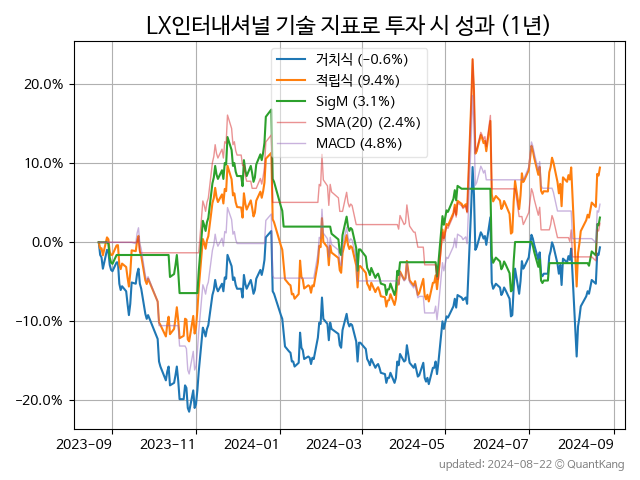 LX인터내셔널 기술 지표로 투자 시 성과 (1년)
거치식 (-0.6%)
적립식 (9.4%)
SigM (3.1%)
SMA(20) (2.4%)
MACD (4.8%)
20.0%
10.0%
0.0%
−10.0%
−20.0%
2023-09 2023-11 2024-01 2024-03 2024-05 2024-07 2024-09
updated: 2024-08-22 © QuantKang